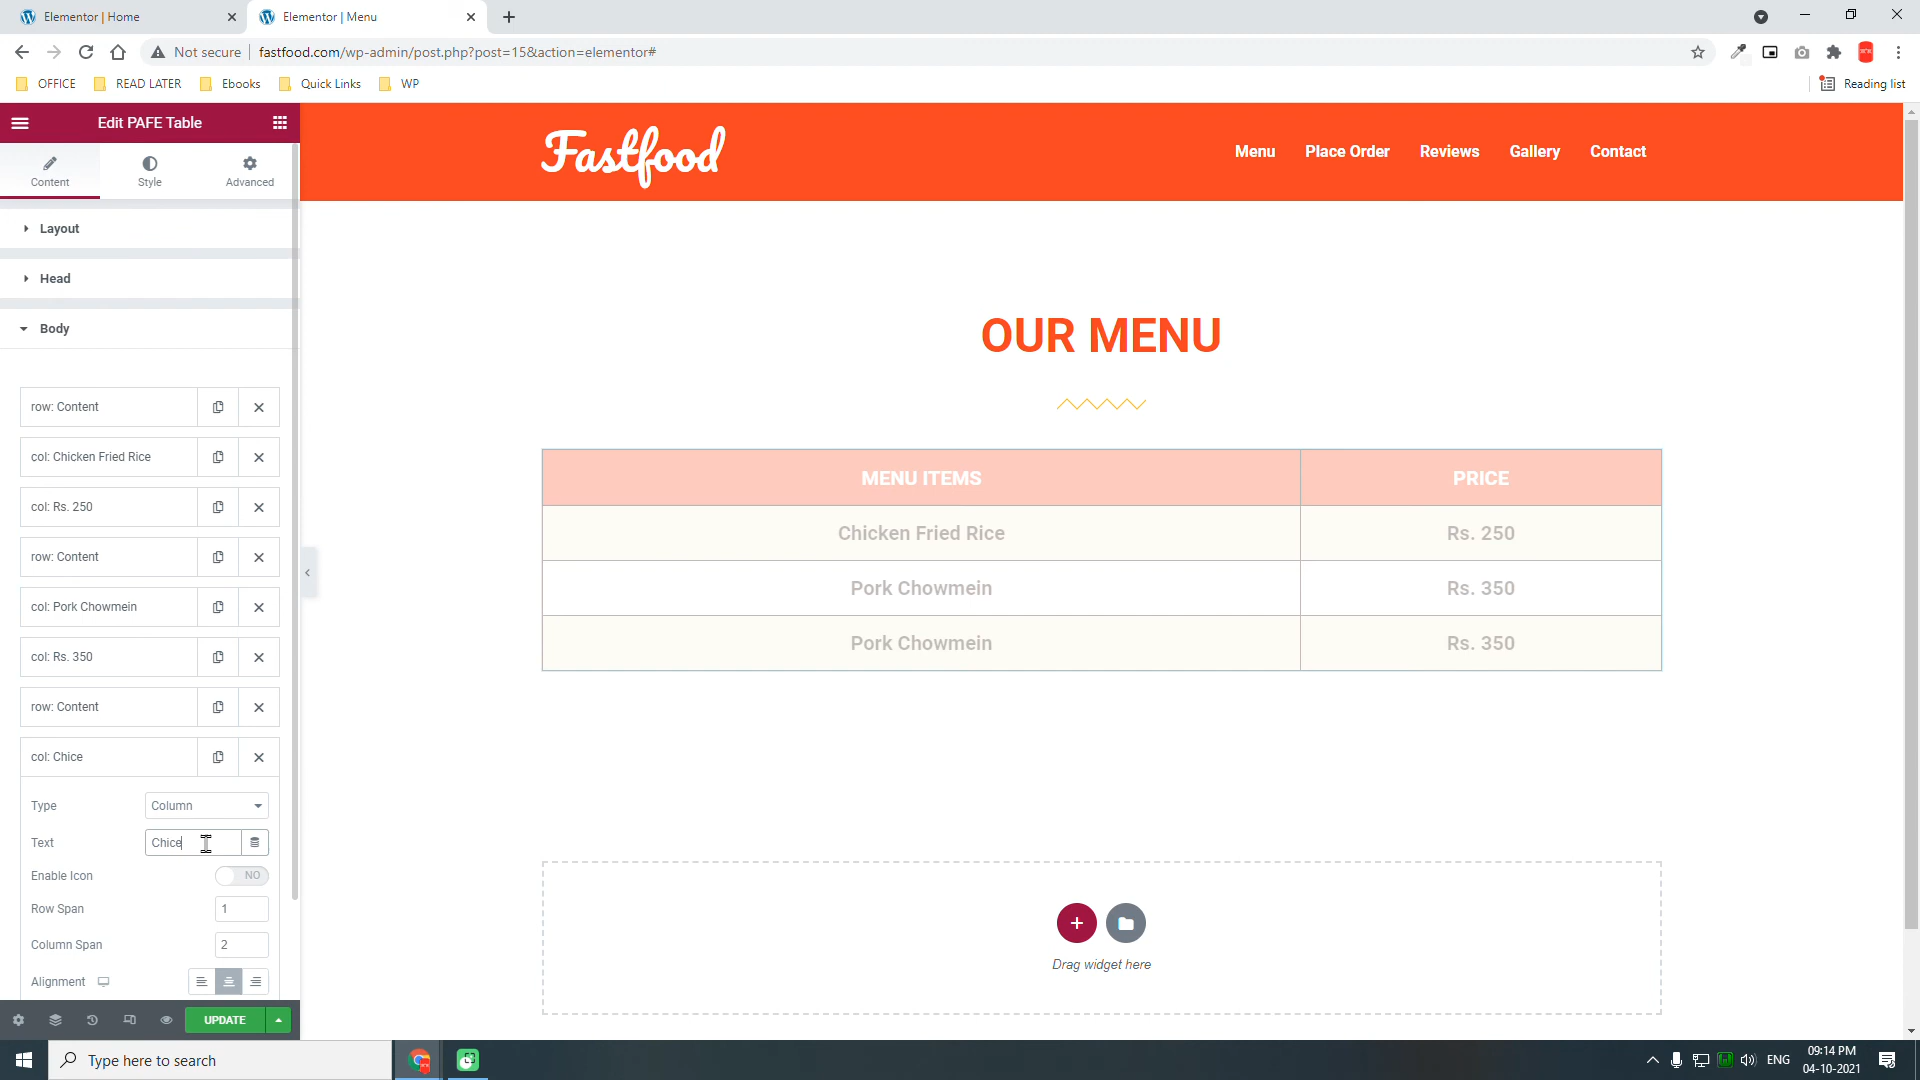 Elementor | Home
Elementor | Menu
Not secure
fastfood.com/wp-admin/post.php?post=15&action=elementor#
OFFICE
READ LATER
Ebooks
Quick Links
WP
Reading list
Edit PAFE Table
Content
Style
Advanced
Layout
Head
Body
row: Content
col: Chicken Fried Rice
col: Rs. 250
row: Content
col: Pork Chowmein
col: Rs. 350
row: Content
col: Chice
Type
Column
Text
Chice
Enable Icon
NO
Row Span
1
Column Span
2
Alignment
UPDATE
Fastfood
Menu
Place Order
Reviews
Gallery
Contact
OUR MENU
MENU ITEMS
PRICE
Chicken Fried Rice
Rs. 250
Pork Chowmein
Rs. 350
Pork Chowmein
Rs. 350
Drag widget here
Type here to search
ENG
09:14 PM
04-10-2021